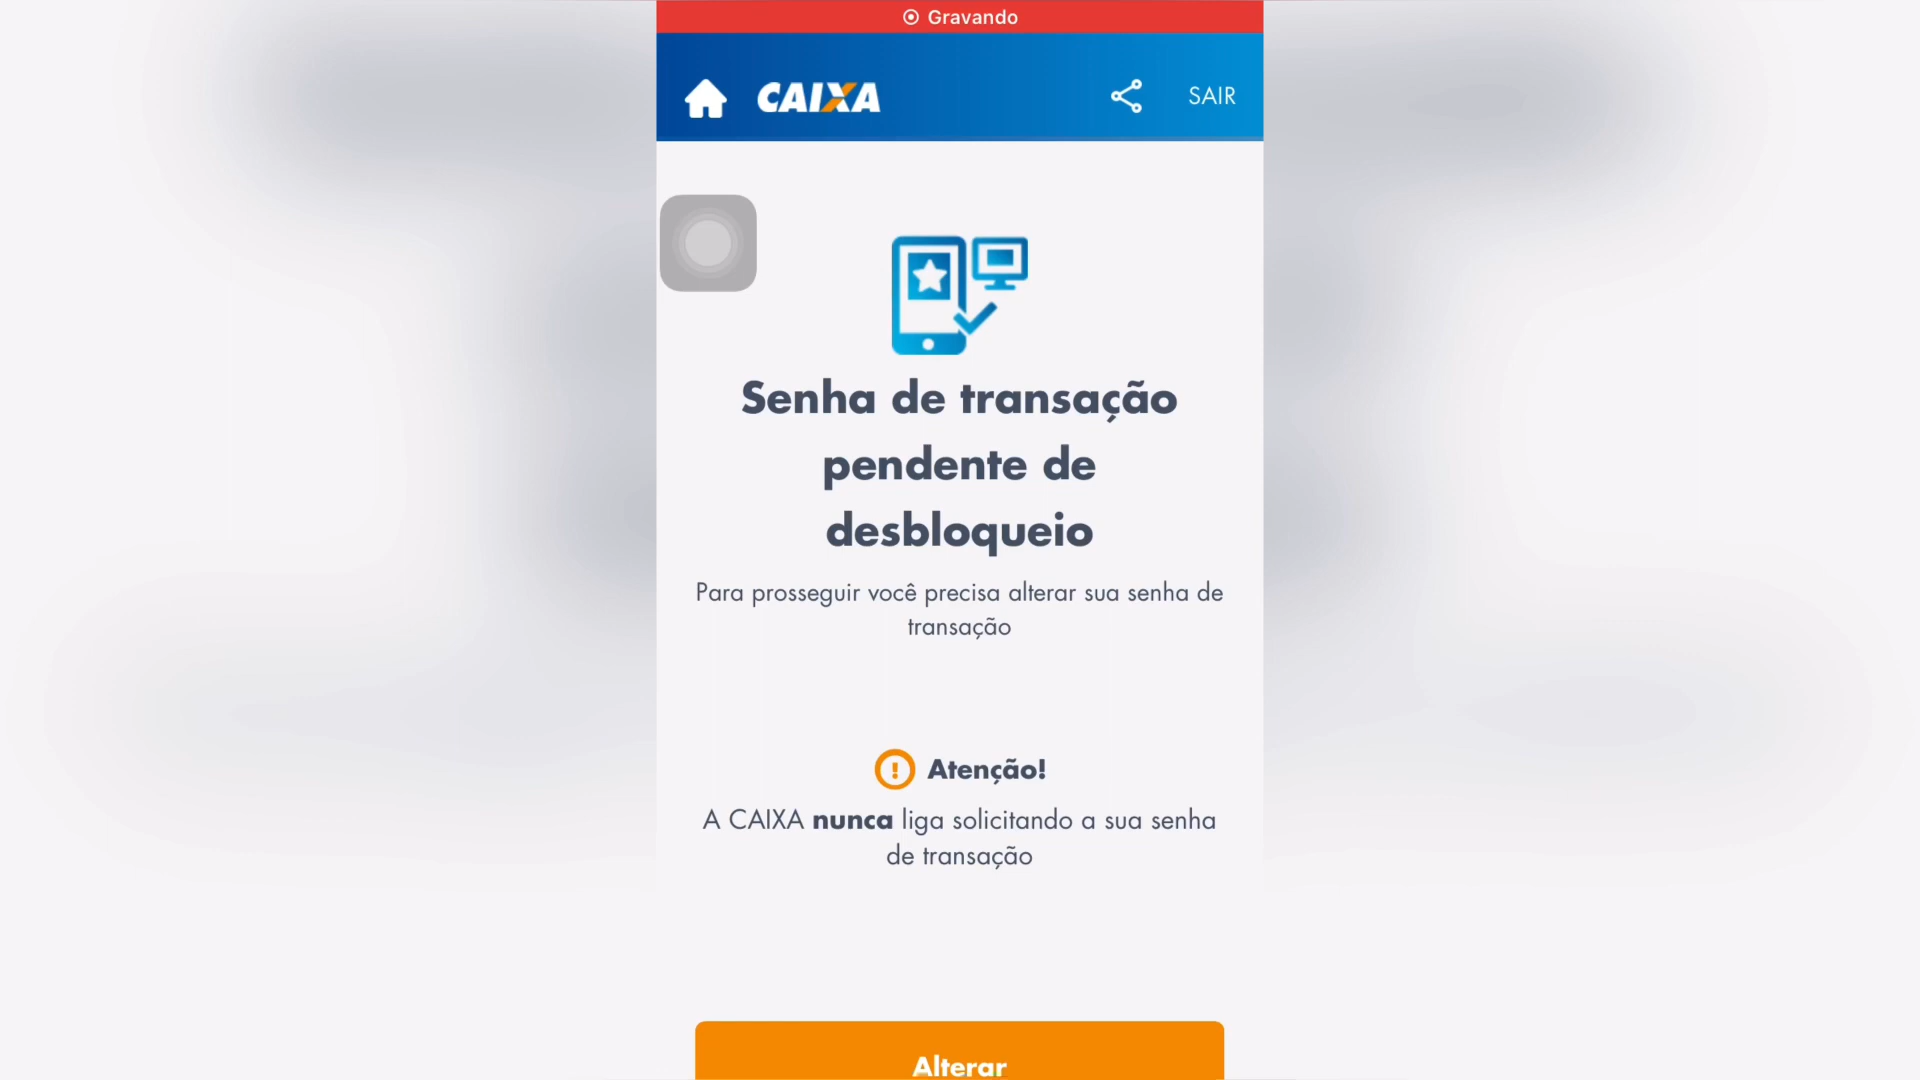 Gravando
CAIXA
SAIR
Senha de transação
pendente de
desbloqueio
Para prosseguir você precisa alterar sua senha de
transação
Atenção!
A CAIXA nunca liga solicitando a sua senha
de transação
Alterar